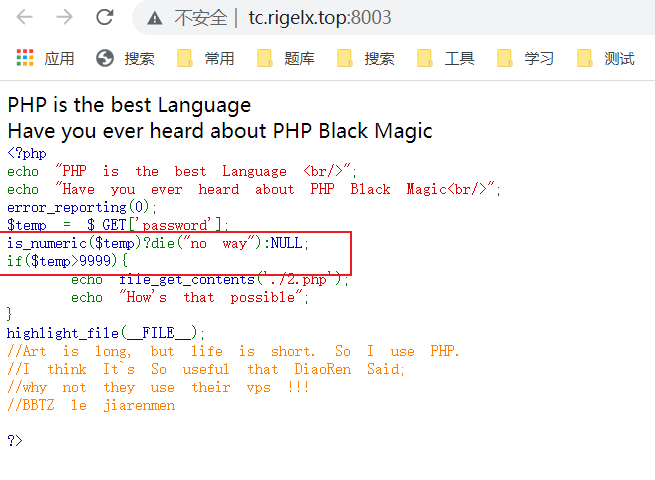 不安全 | tc.rigelx.top:8003
应用 搜索 常用 题库 搜索 工具 学习 测试
PHP is the best Language
Have you ever heard about PHP Black Magic
<?php
echo "PHP is the best Language <br/>";
echo "Have you ever heard about PHP Black Magic<br/>";
error_reporting(0);
$temp = $_GET['password'];
is_numeric($temp)?die("no way"):NULL;
if($temp>9999){
echo file_get_contents('./2.php');
echo "How's that possible";
}
highlight_file(__FILE__);
//Art is long, but life is short. So I use PHP.
//I think It`s So useful that DiaoRen Said;
//why not they use their vps !!!
//BBTZ le jiarenmen
?>